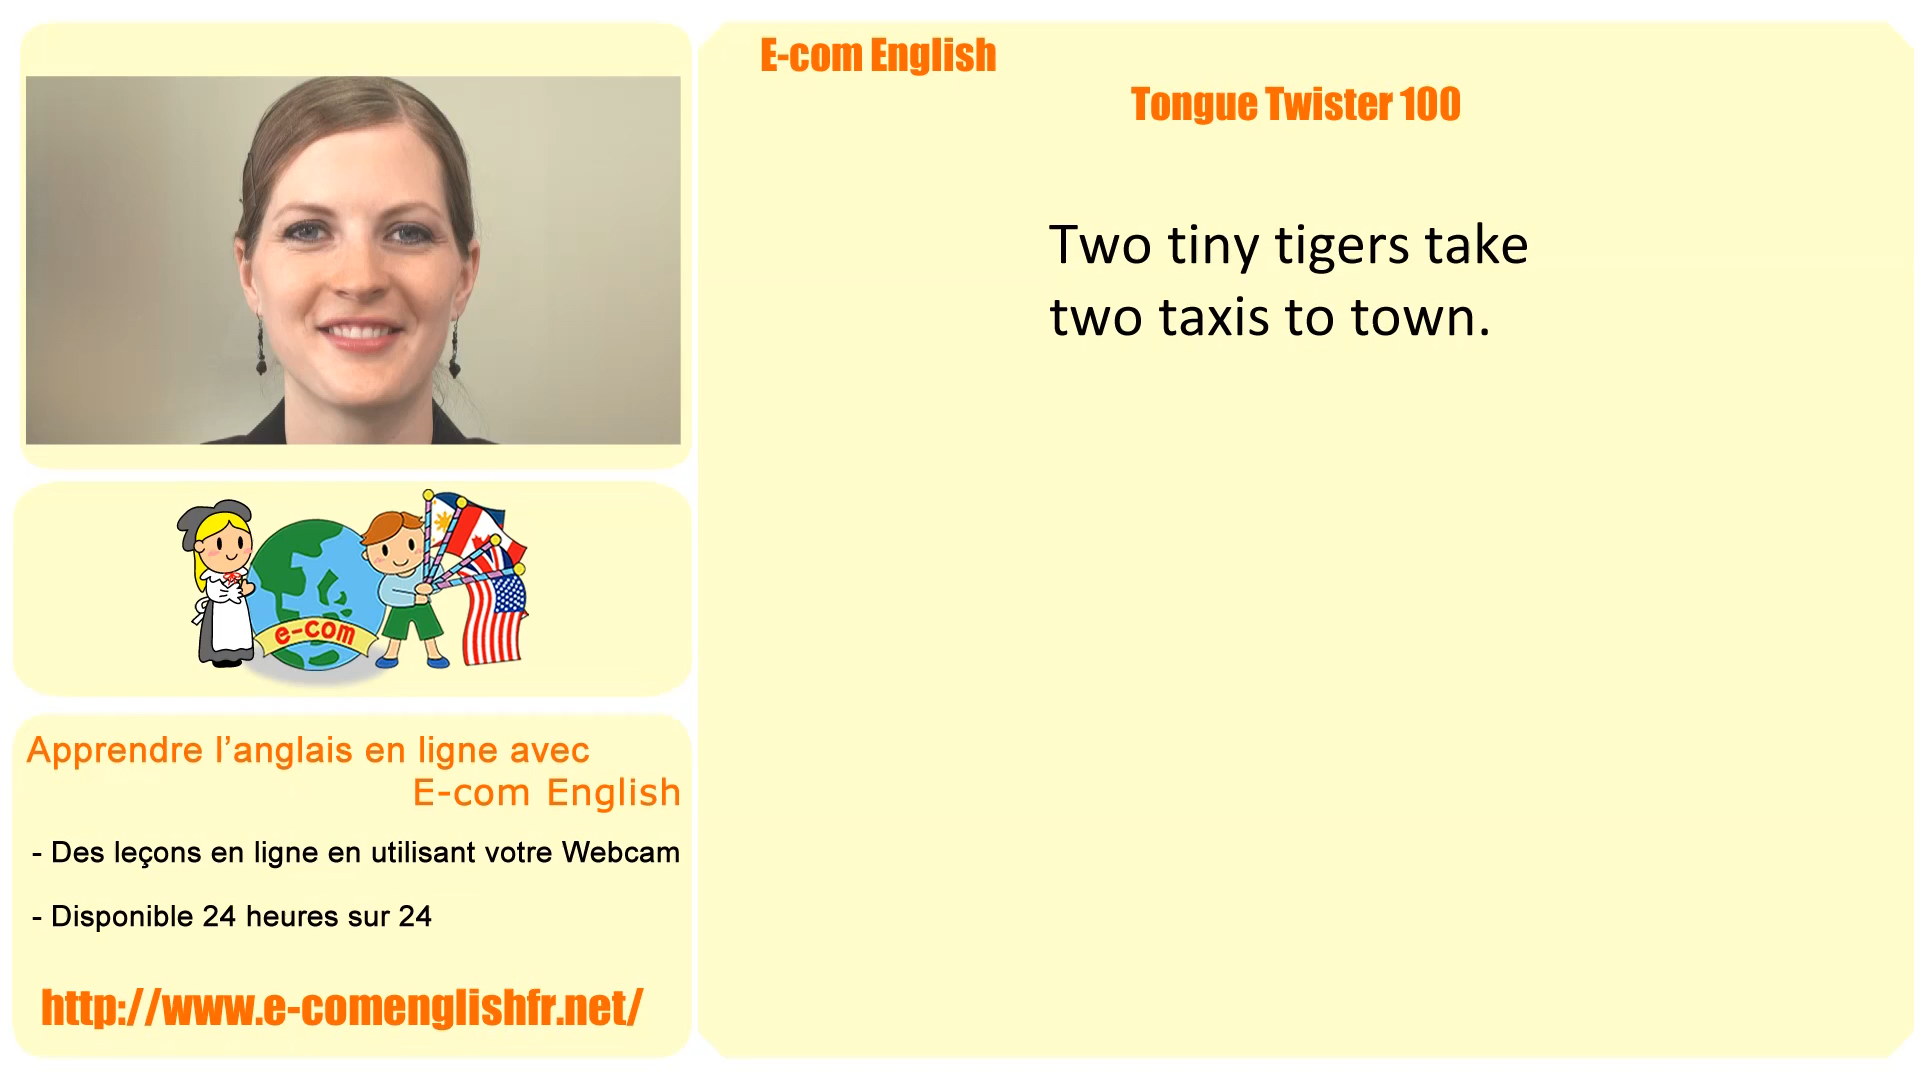 E-com English
Tongue Twister 100
Two tiny tigers take
two taxis to town.
e-com
Apprendre l’anglais en ligne avec
E-com English
- Des leçons en ligne en utilisant votre Webcam
- Disponible 24 heures sur 24
http://www.e-comenglishfr.net/